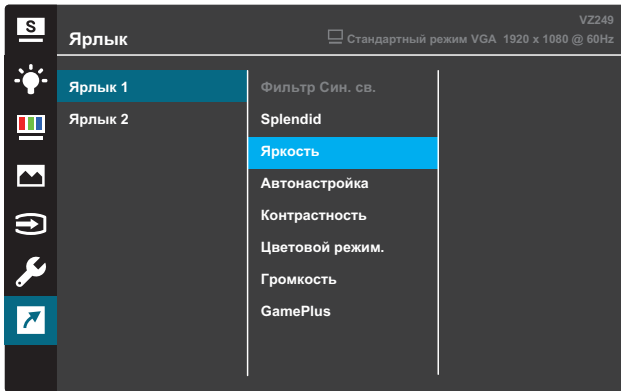 VZ249
S
Ярлык
Стандартный режим VGA 1920 x 1080 @ 60Hz
Ярлык 1
Ярлык 2
Фильтр Син. св.
Splendid
Яркость
Автонастройка
Контрастность
Цветовой режим.
Громкость
GamePlus